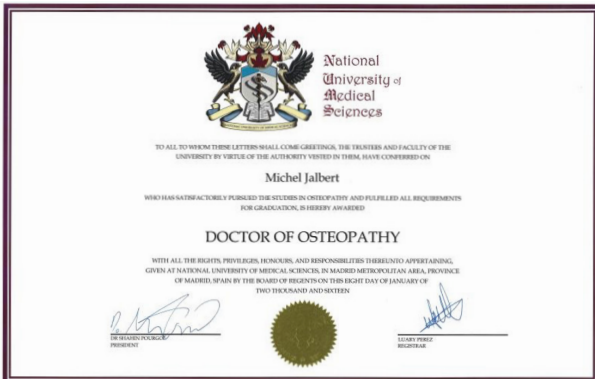 National
University of
Medical
Sciences
TO ALL TO WHOM THESE LETTERS SHALL COME GREETINGS, THE TRUSTEES AND FACULTY OF THE
UNIVERSITY BY VIRTUE OF THE AUTHORITY VESTED IN THEM, HAVE CONFERRED ON
Michel Jalbert
WHO HAS SATISFACTORILY PURSUED THE STUDIES IN OSTEOPATHY AND FULFILLED ALL REQUIREMENTS
FOR GRADUATION, IS HEREBY AWARDED
DOCTOR OF OSTEOPATHY
WITH ALL THE RIGHTS, PRIVILEGES, HONOURS, AND RESPONSIBILITIES THEREUNTO APPERTAINING,
GIVEN AT NATIONAL UNIVERSITY OF MEDICAL SCIENCES, IN MADRID METROPOLITAN AREA, PROVINCE
OF MADRID, SPAIN BY THE BOARD OF REGENTS ON THIS EIGHT DAY OF JANUARY OF
TWO THOUSAND AND SIXTEEN
DR SHAHIN POURGOL
PRESIDENT
LUARY PEREZ
REGISTRAR